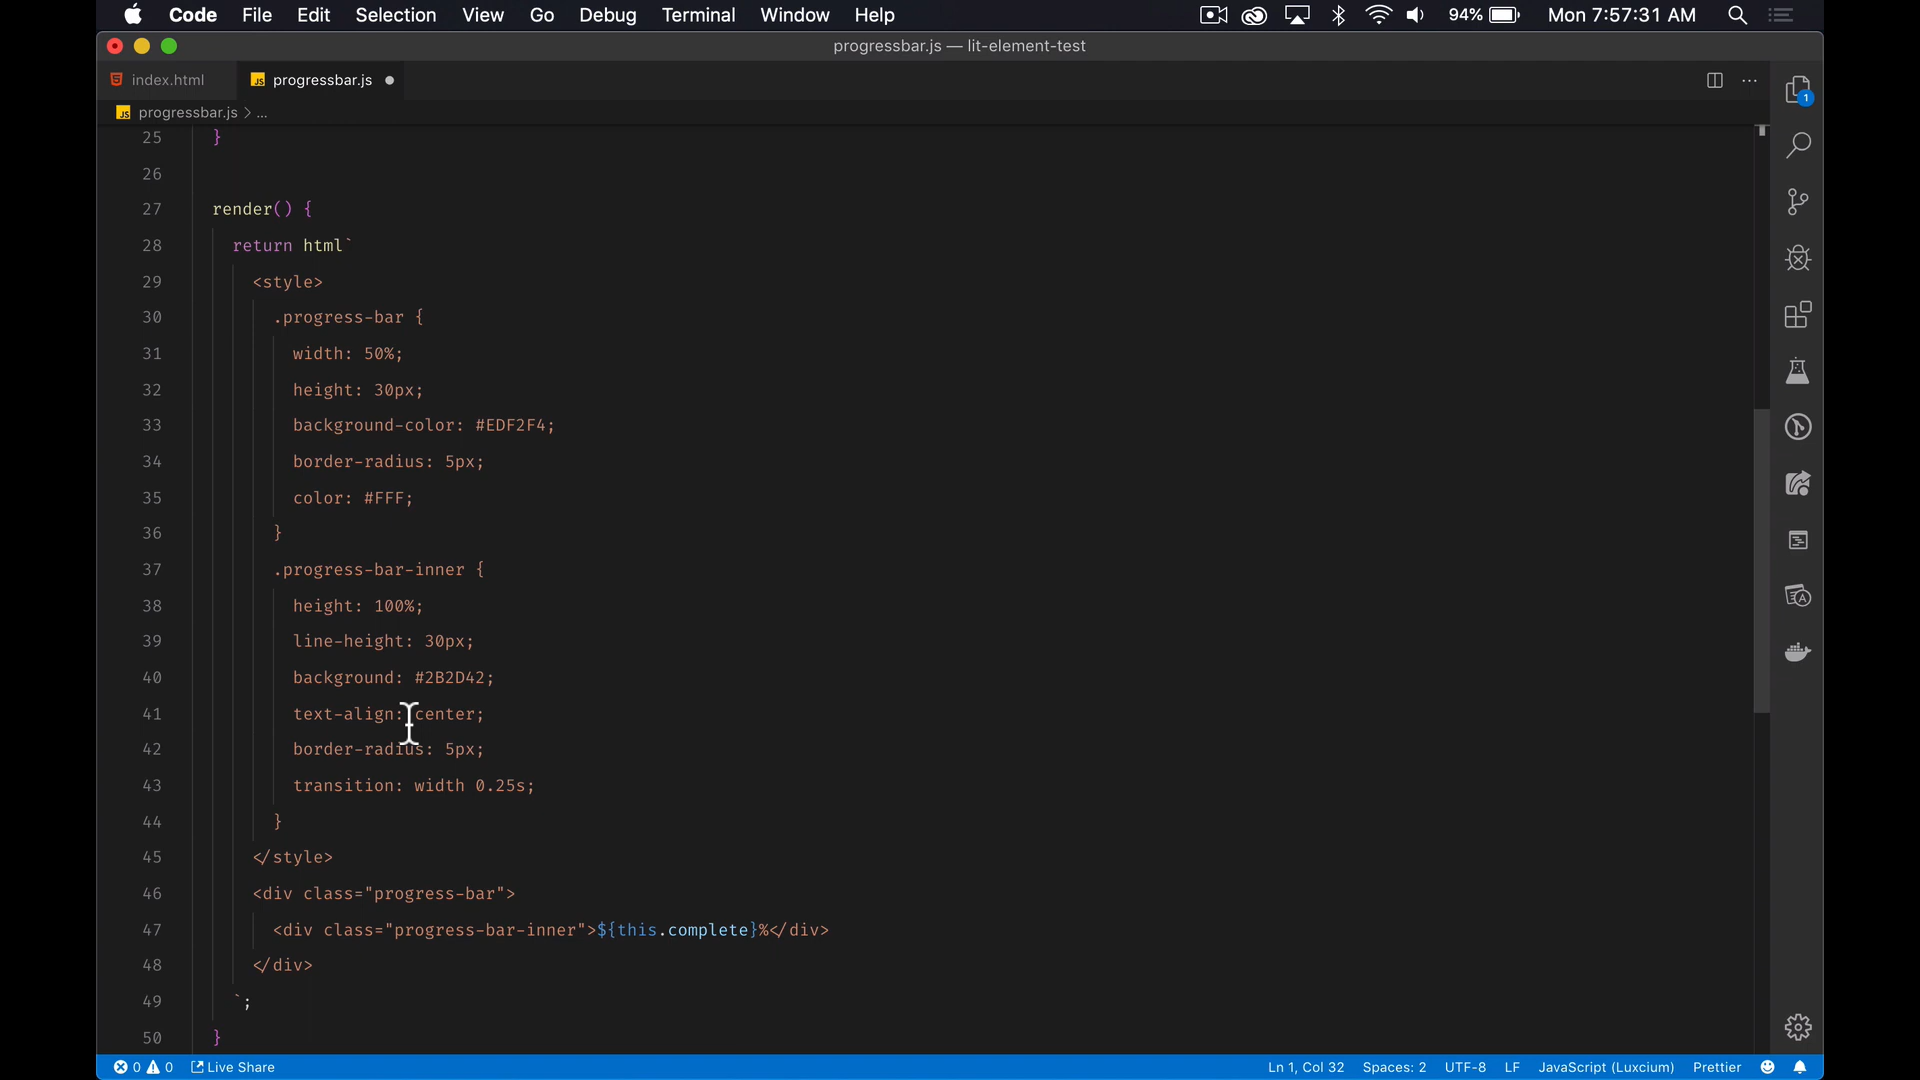 Code File Edit Selection View Go Debug Terminal Window Help 94% Mon 7:57:31 AM
progressbar.js — lit-element-test
index.html progressbar.js
progressbar.js > ...
1
25 }
26
27 render() {
28 return html`
29 <style>
30 .progress-bar {
31 width: 50%;
32 height: 30px;
33 background-color: #EDF2F4;
34 border-radius: 5px;
35 color: #FFF;
36 }
37 .progress-bar-inner {
38 height: 100%;
39 line-height: 30px;
40 background: #2B2D42;
41 text-align: center;
42 border-radius: 5px;
43 transition: width 0.25s;
44 }
45 </style>
46 <div class="progress-bar">
47 <div class="progress-bar-inner">${this.complete}%</div>
48 </div>
49 `;
50 }
0 0 Live Share Ln 1, Col 32 Spaces: 2 UTF-8 LF JavaScript (Luxcium) Prettier